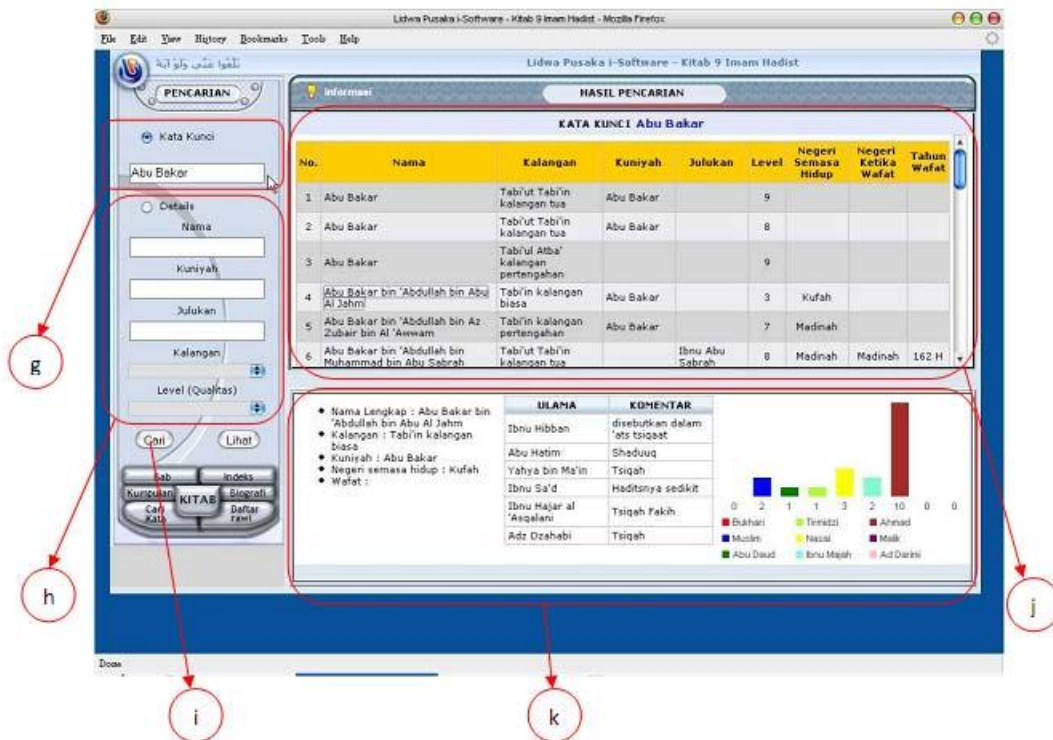 Lidwa Pusaka i-Software - Kitab 9 Imam Hadist - Mozilla Firefox
File Edit View History Bookmarks Tools Help
بلغوا عني ولو آية
Lidwa Pusaka i-Software - Kitab 9 Imam Hadist
PENCARIAN
Informasi
HASIL PENCARIAN
KATA KUNCI Abu Bakar
Kata Kunci
Abu Bakar
Details
Nama
Kuniyah
Julukan
Kalangan
Level (Qualitas)
Cari Lihat
Bab Indeks
Kumpulan KITAB Biografi
Cari Kata Daftar rawi
No. Nama Kalangan Kuniyah Julukan Level Negeri Semasa Hidup Negeri Ketika Wafat Tahun Wafat
1 Abu Bakar Tabi'ut Tabi'in kalangan tua Abu Bakar 9
2 Abu Bakar Tabi'ut Tabi'in kalangan tua Abu Bakar 8
3 Abu Bakar Tabi'ul Atba' kalangan pertengahan 9
4 Abu Bakar bin 'Abdullah bin Abu Al Jahmi Tabi'in kalangan biasa Abu Bakar 3 Kufah
5 Abu Bakar bin 'Abdullah bin Az Zubair bin Al 'Awwam Tabi'in kalangan pertengahan Abu Bakar 7 Madinah
6 Abu Bakar bin 'Abdullah bin Muhammad bin Abu Sabrah Tabi'ut Tabi'in kalangan tua Ibnu Abu Sabrah 8 Madinah Madinah 162 H
Nama Lengkap : Abu Bakar bin
'Abdullah bin Abu Al Jahm
Kalangan : Tabi'in kalangan
biasa
Kuniyah : Abu Bakar
Negeri semasa hidup : Kufah
Wafat :
ULAMA KOMENTAR
Ibnu Hibban disebutkan dalam 'ats tsiqaat
Abu Hatim Shaduuq
Yahya bin Ma'in Tsiqah
Ibnu Sa'd Haditsnya sedikit
Ibnu Hajar al 'Asqalani Tsiqah Fakih
Adz Dzahabi Tsiqah
0 2 1 1 3 2 10 0 0
Bukhari Tirmidzi Ahmad
Muslim Nasai Malik
Abu Daud Ibnu Majah Ad Darimi
Done
g
h
i
j
k